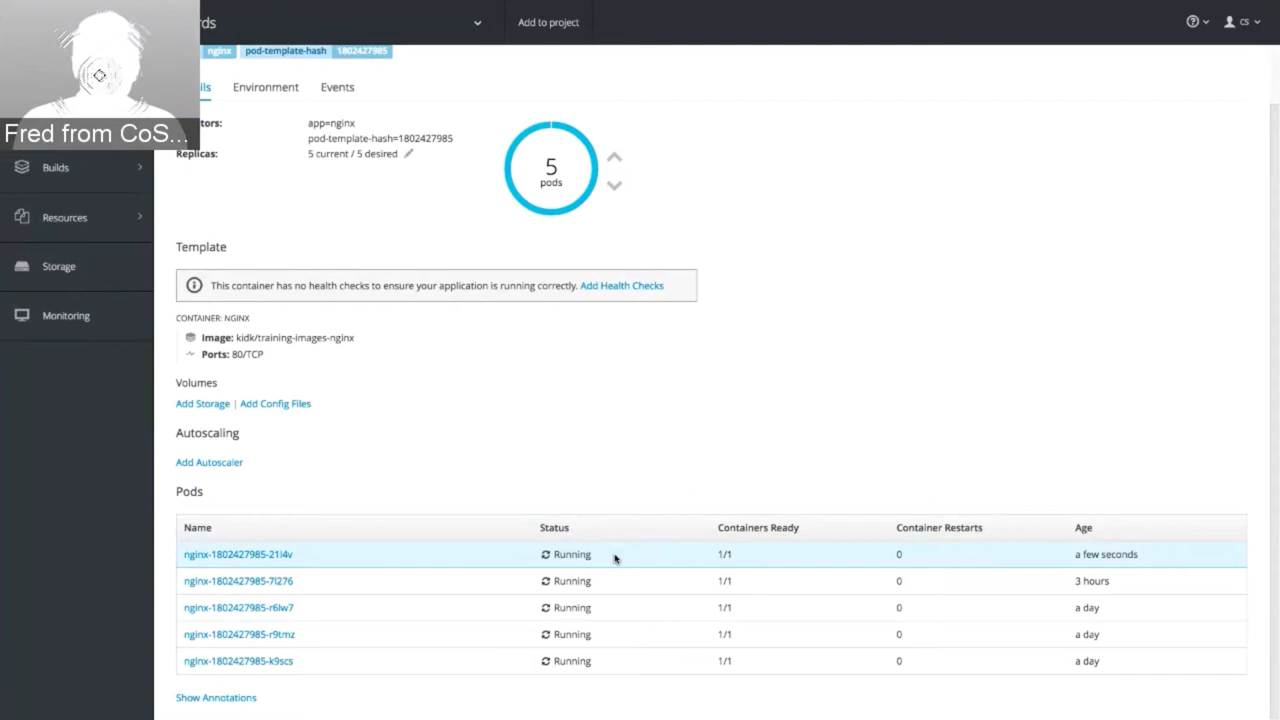 rds
Add to project
CS
nginx pod-template-hash 1802427985
ils Environment Events
Fred from CoS...
tors: app=nginx
pod-template-hash=1802427985
Replicas: 5 current / 5 desired
5
pods
Builds
Resources
Storage
Monitoring
Template
This container has no health checks to ensure your application is running correctly. Add Health Checks
CONTAINER: NGINX
Image: kidk/training-images-nginx
Ports: 80/TCP
Volumes
Add Storage | Add Config Files
Autoscaling
Add Autoscaler
Pods
Name Status Containers Ready Container Restarts Age
nginx-1802427985-21l4v Running 1/1 0 a few seconds
nginx-1802427985-7l276 Running 1/1 0 3 hours
nginx-1802427985-r6lw7 Running 1/1 0 a day
nginx-1802427985-r9tmz Running 1/1 0 a day
nginx-1802427985-k9scs Running 1/1 0 a day
Show Annotations